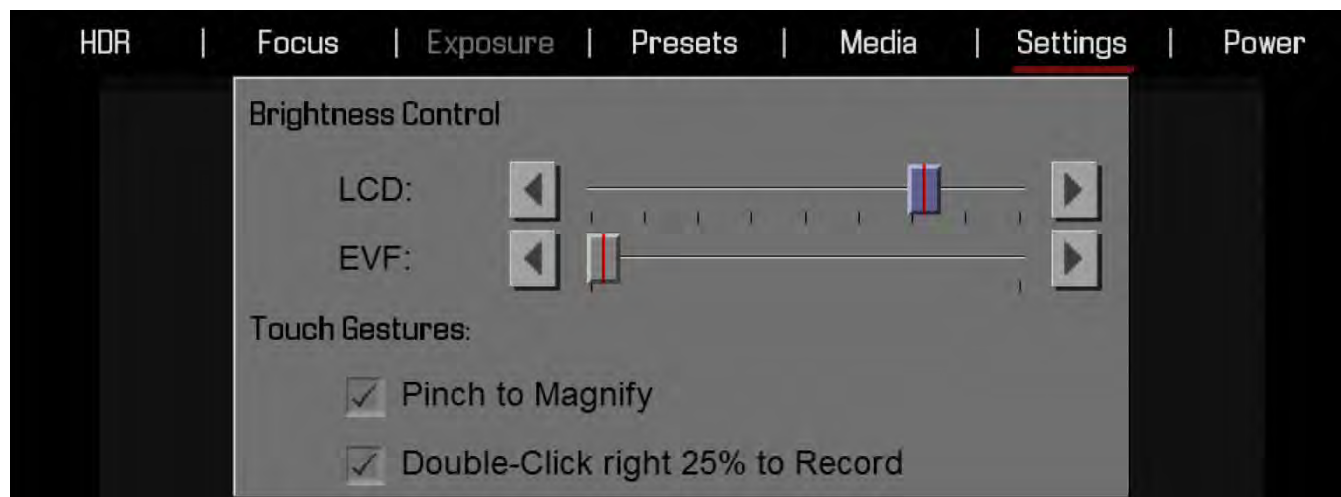 HDR | Focus | Exposure | Presets | Media | Settings | Power
Brightness Control
LCD:
EVF:
Touch Gestures:
Pinch to Magnify
Double-Click right 25% to Record